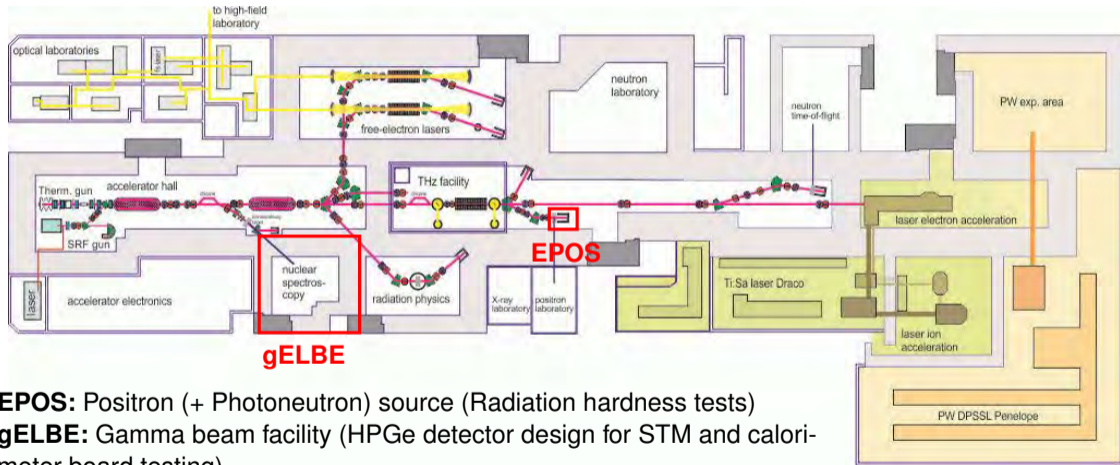 to high-field
laboratory
optical laboratories
fs laser
neutron
laboratory
PW exp. area
neutron
time-of-flight
free-electron lasers
THz facility
accelerator hall
Therm. gun
SRF gun
laser electron acceleration
EPOS
nuclear
spectros-
copy
radiation physics
X-ray
laboratory
positron
laboratory
Ti:Sa laser Draco
accelerator electronics
laser
laser ion
acceleration
gELBE
PW DPSSL Penelope
EPOS: Positron (+ Photoneutron) source (Radiation hardness tests)
gELBE: Gamma beam facility (HPGe detector design for STM and calori-